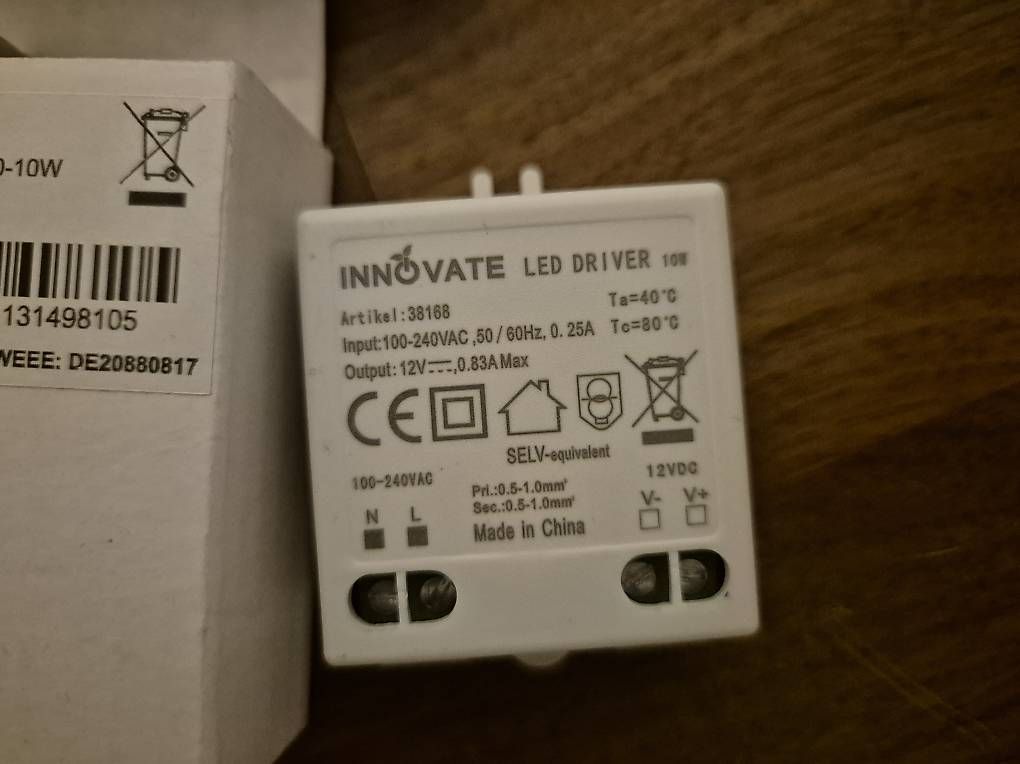 0-10W
131498105
WEEE: DE20880817
INNOVATE LED DRIVER 10W
Artikel:38168
Ta=40°C
Input:100-240VAC ,50 / 60Hz, 0. 25A
Tc=80°C
Output: 12V⎓,0.83A Max
CE
SELV-equivalent
100-240VAC
12VDC
Pri.:0.5-1.0mm²
Sec.:0.5-1.0mm²
N L
V- V+
Made in China